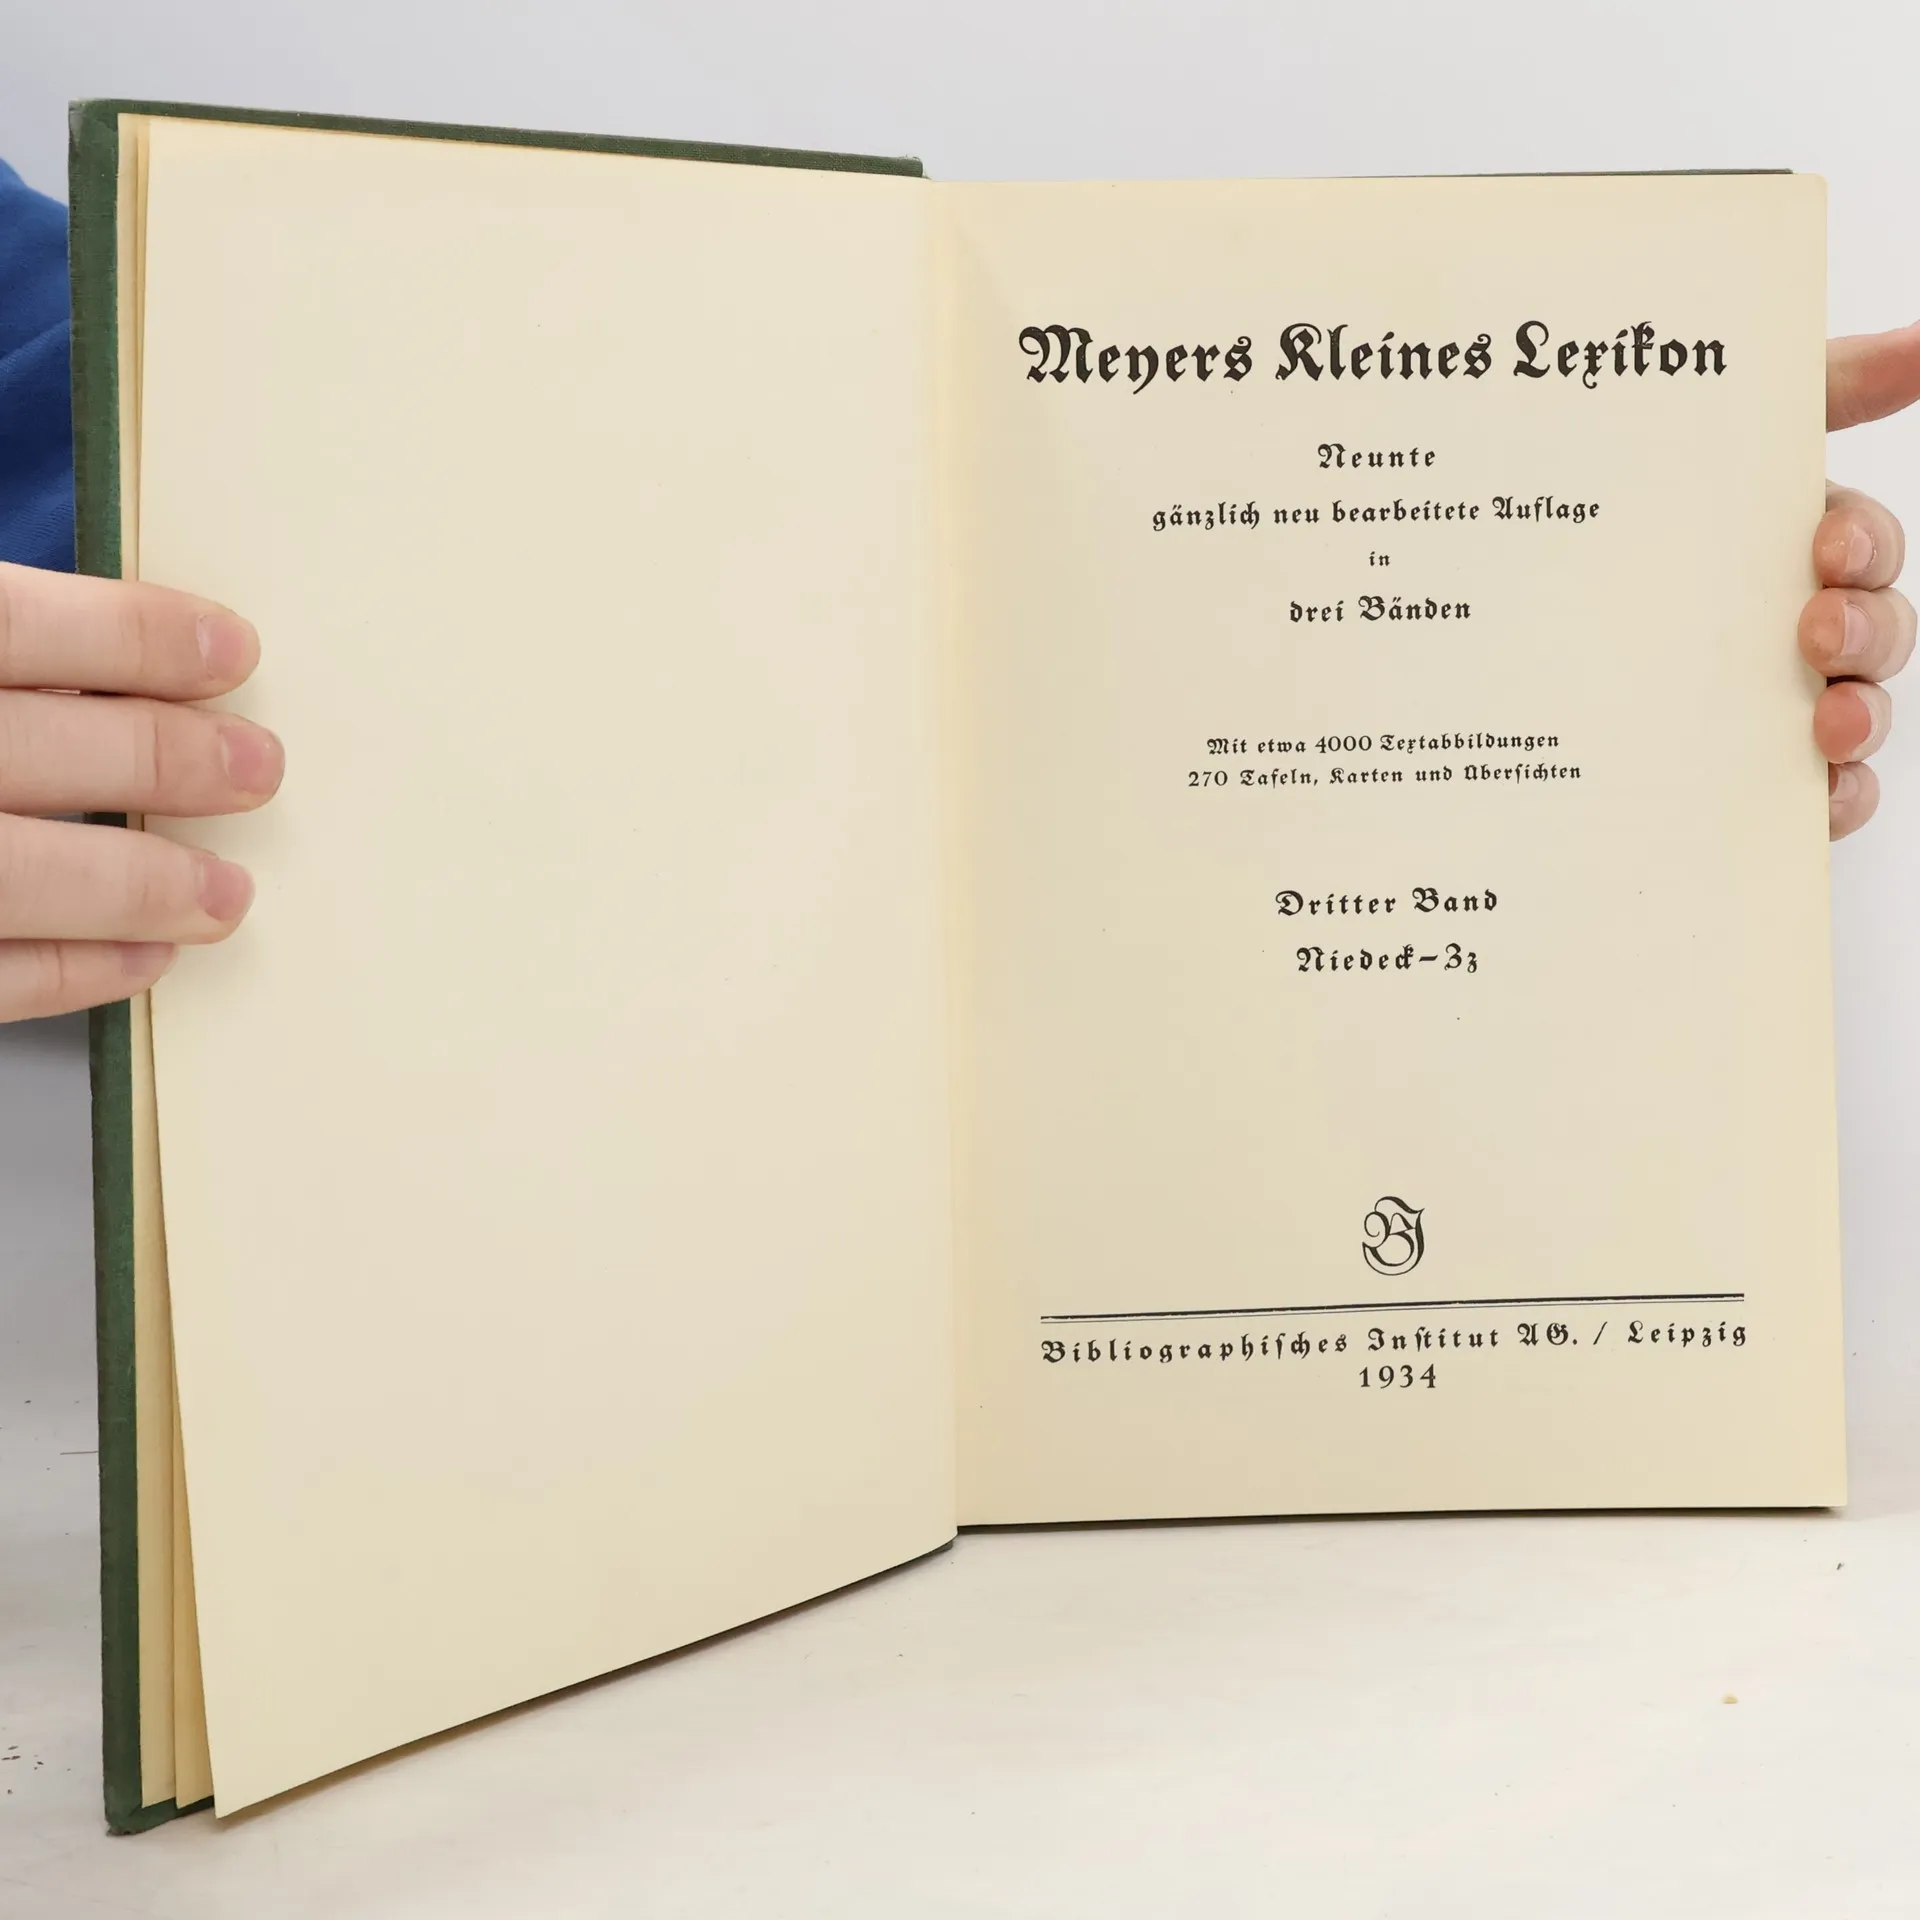 Meyers Kleines Lexikon
Neunte
gänzlich neu bearbeitete Auflage
in
drei Bänden
Mit etwa 4000 Textabbildungen
270 Tafeln, Karten und Übersichten
Dritter Band
Niedeck–Zz
BI
Bibliographisches Institut AG. / Leipzig
1934